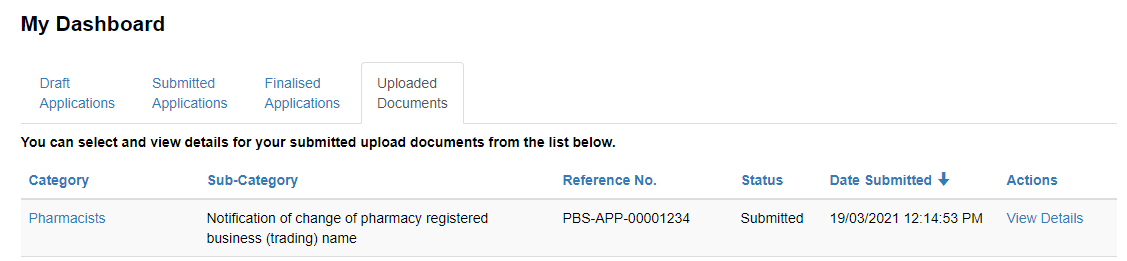 My Dashboard
Draft Applications
Submitted Applications
Finalised Applications
Uploaded Documents
You can select and view details for your submitted upload documents from the list below.
Category Sub-Category Reference No. Status Date Submitted Actions
Pharmacists Notification of change of pharmacy registered PBS-APP-00001234 Submitted 19/03/2021 12:14:53 PM View Details
business (trading) name